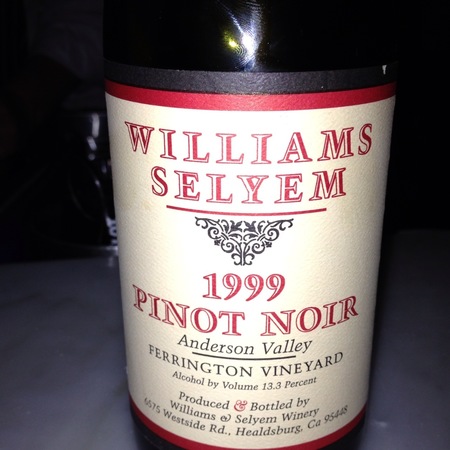 WILLIAMS
SELYEM
1999
PINOT NOIR
Anderson Valley
FERRINGTON VINEYARD
Alcohol by Volume 13.3 Percent
Produced & Bottled by
Williams & Selyem Winery
6575 Westside Rd., Healdsburg, Ca 95448